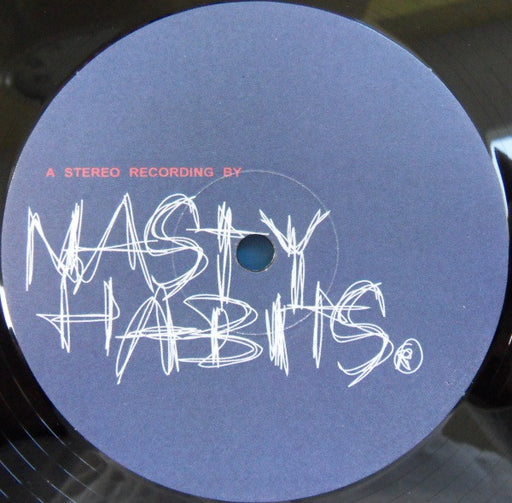 A STEREO RECORDING BY
NASTY
HABITS.®